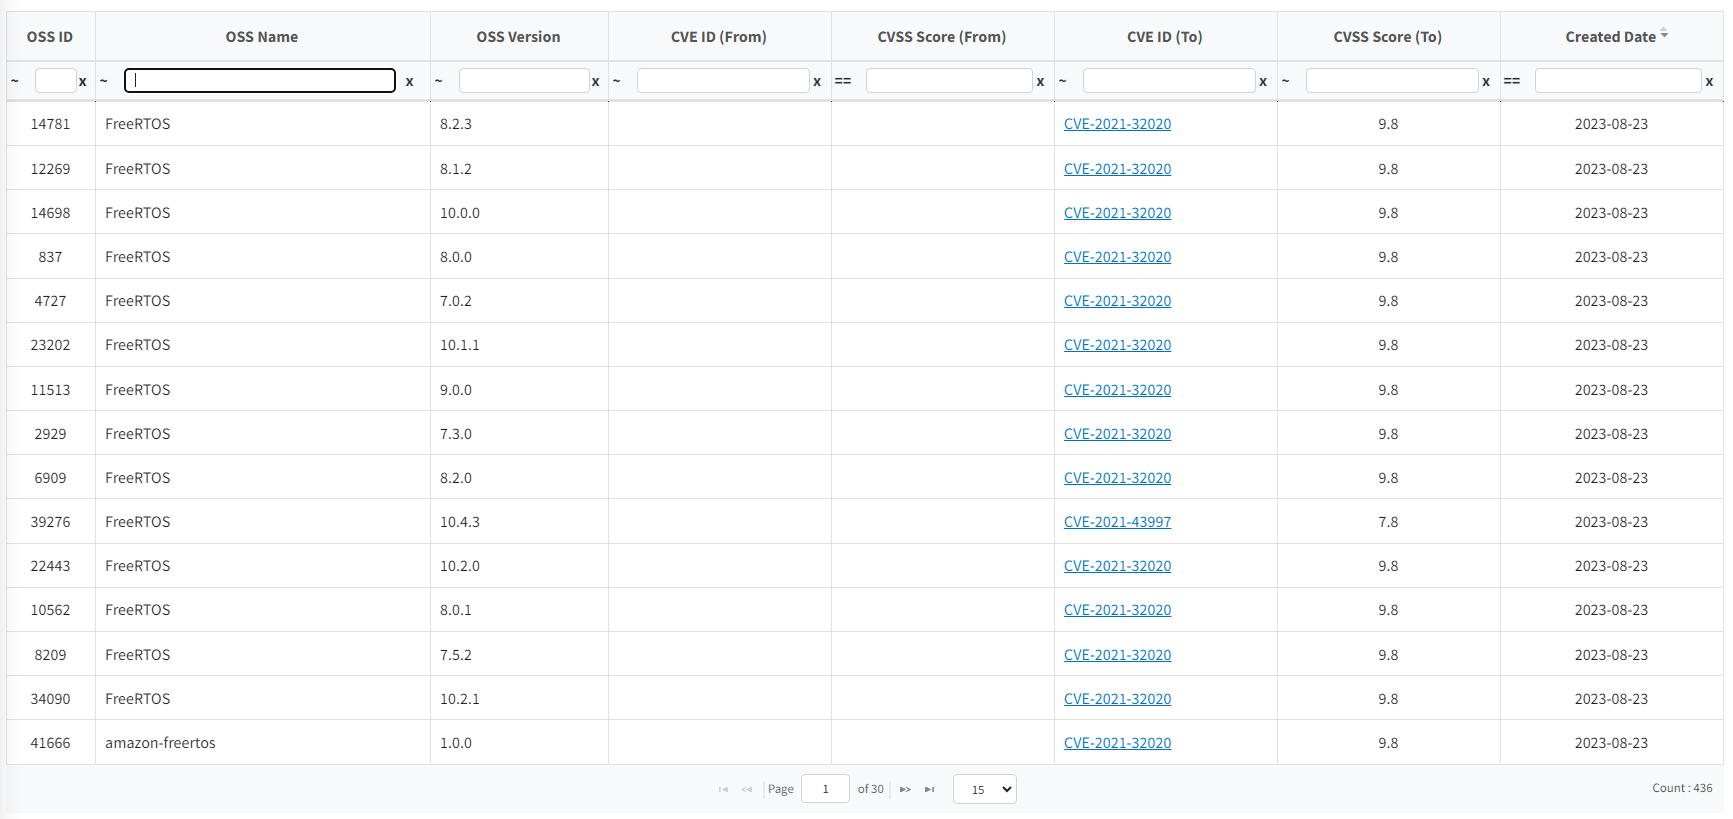 OSS ID OSS Name OSS Version CVE ID (From) CVSS Score (From) CVE ID (To) CVSS Score (To) Created Date
~ x ~ x ~ x ~ x == x ~ x ~ x == x
14781 FreeRTOS 8.2.3 CVE-2021-32020 9.8 2023-08-23
12269 FreeRTOS 8.1.2 CVE-2021-32020 9.8 2023-08-23
14698 FreeRTOS 10.0.0 CVE-2021-32020 9.8 2023-08-23
837 FreeRTOS 8.0.0 CVE-2021-32020 9.8 2023-08-23
4727 FreeRTOS 7.0.2 CVE-2021-32020 9.8 2023-08-23
23202 FreeRTOS 10.1.1 CVE-2021-32020 9.8 2023-08-23
11513 FreeRTOS 9.0.0 CVE-2021-32020 9.8 2023-08-23
2929 FreeRTOS 7.3.0 CVE-2021-32020 9.8 2023-08-23
6909 FreeRTOS 8.2.0 CVE-2021-32020 9.8 2023-08-23
39276 FreeRTOS 10.4.3 CVE-2021-43997 7.8 2023-08-23
22443 FreeRTOS 10.2.0 CVE-2021-32020 9.8 2023-08-23
10562 FreeRTOS 8.0.1 CVE-2021-32020 9.8 2023-08-23
8209 FreeRTOS 7.5.2 CVE-2021-32020 9.8 2023-08-23
34090 FreeRTOS 10.2.1 CVE-2021-32020 9.8 2023-08-23
41666 amazon-freertos 1.0.0 CVE-2021-32020 9.8 2023-08-23
Page 1 of 30 15 Count : 436